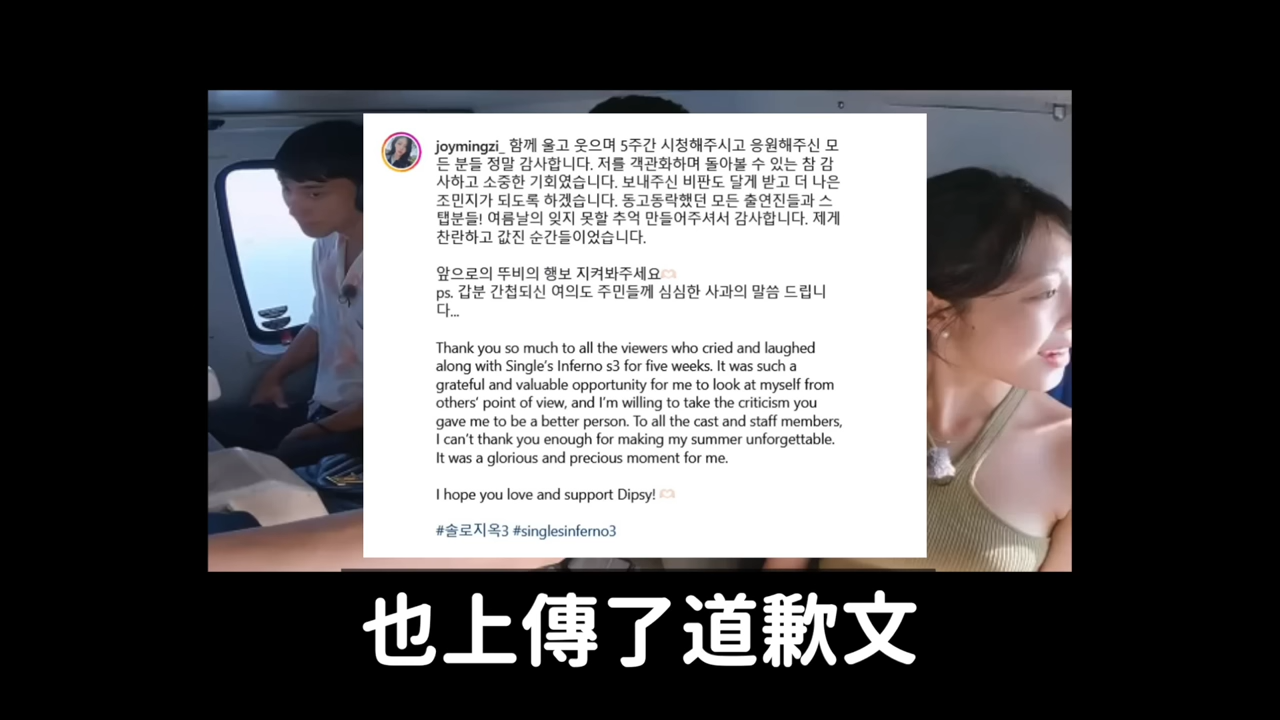 joymingzi_ 함께 울고 웃으며 5주간 시청해주시고 응원해주신 모
든 분들 정말 감사합니다. 저를 객관화하며 돌아볼 수 있는 참 감
사하고 소중한 기회였습니다. 보내주신 비판도 달게 받고 더 나은
조민지가 되도록 하겠습니다. 동고동락했던 모든 출연진들과 스
탭분들! 여름날의 잊지 못할 추억 만들어주셔서 감사합니다. 제게
찬란하고 값진 순간들이었습니다.
앞으로의 뚜비의 행보 지켜봐주세요🫶🏻
ps. 갑분 간첩되신 여의도 주민들께 심심한 사과의 말씀 드립니
다...
Thank you so much to all the viewers who cried and laughed
along with Single's Inferno s3 for five weeks. It was such a
grateful and valuable opportunity for me to look at myself from
others' point of view, and I'm willing to take the criticism you
gave me to be a better person. To all the cast and staff members,
I can't thank you enough for making my summer unforgettable.
It was a glorious and precious moment for me.
I hope you love and support Dipsy! 🫶🏻
#솔로지옥3 #singlesinferno3
也上傳了道歉文